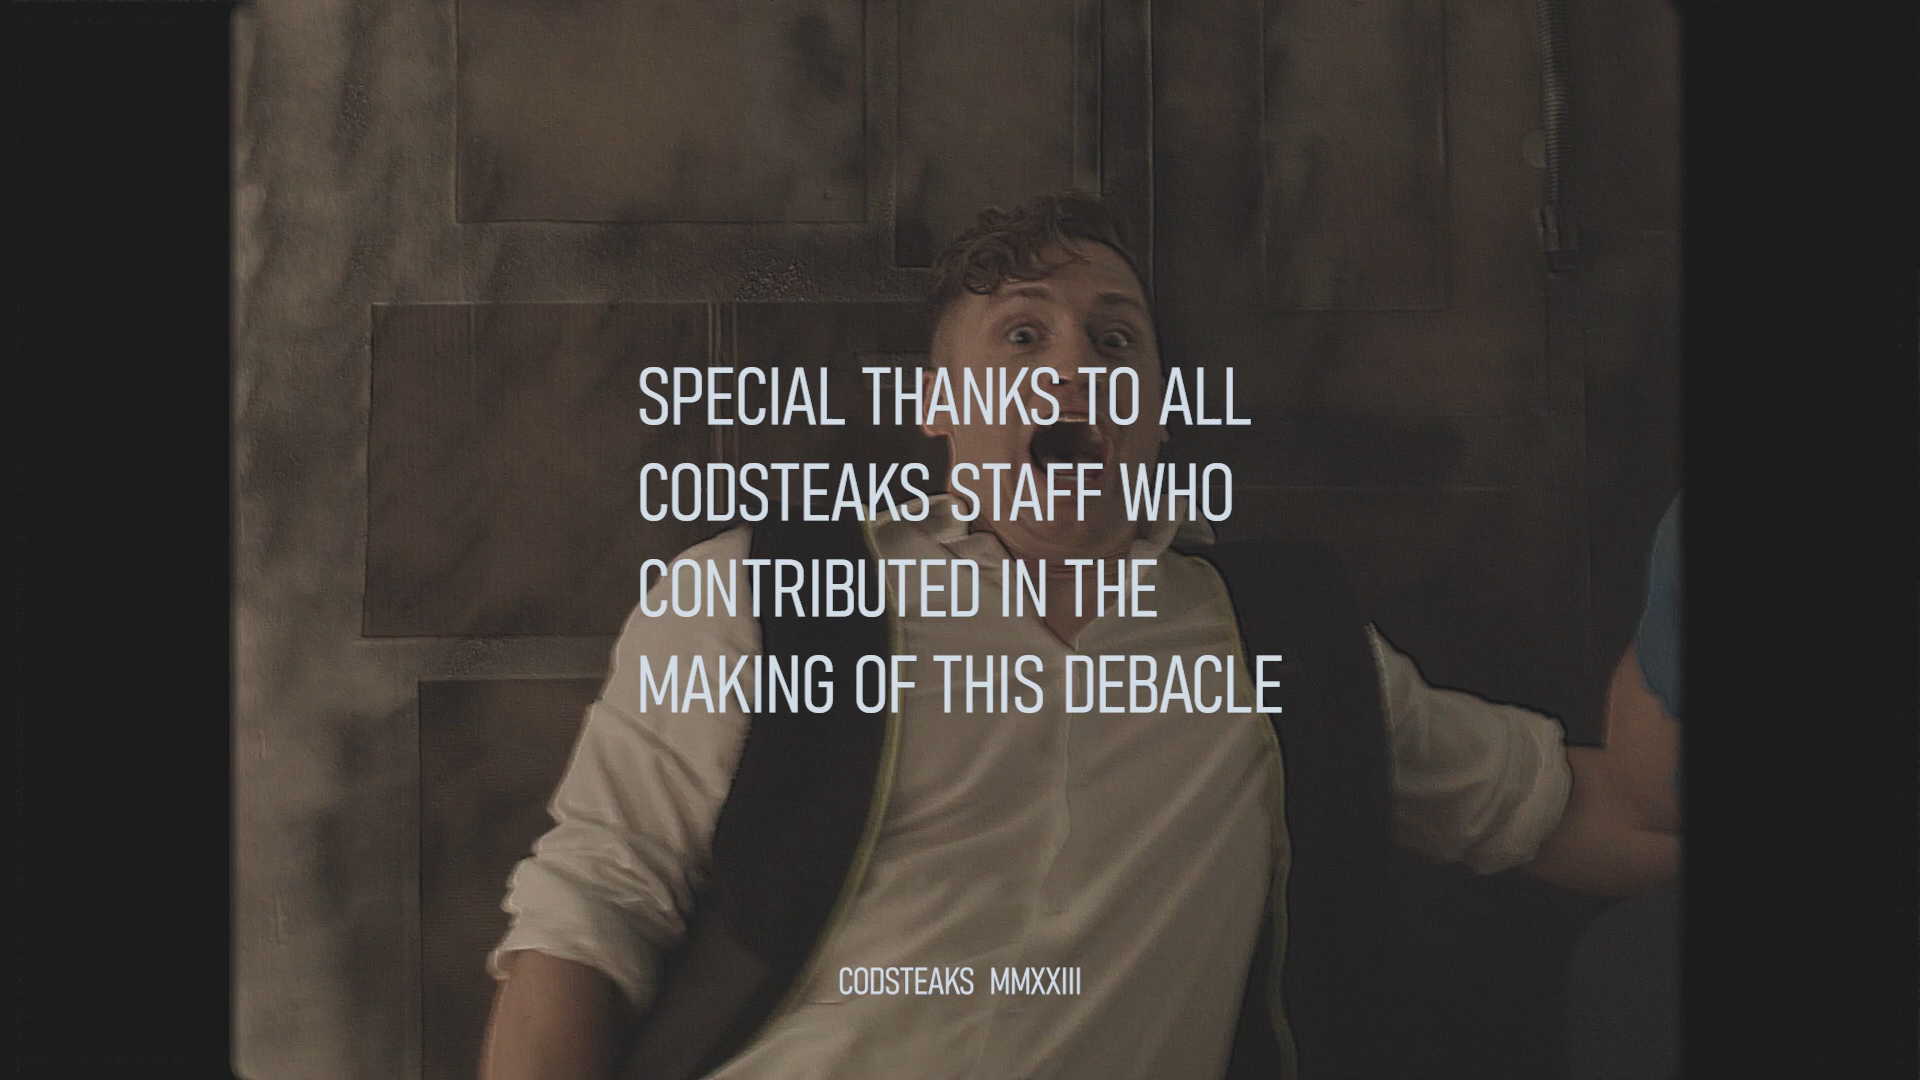 SPECIAL THANKS TO ALL
CODSTEAKS STAFF WHO
CONTRIBUTED IN THE
MAKING OF THIS DEBACLE
CODSTEAKS MMXXIII